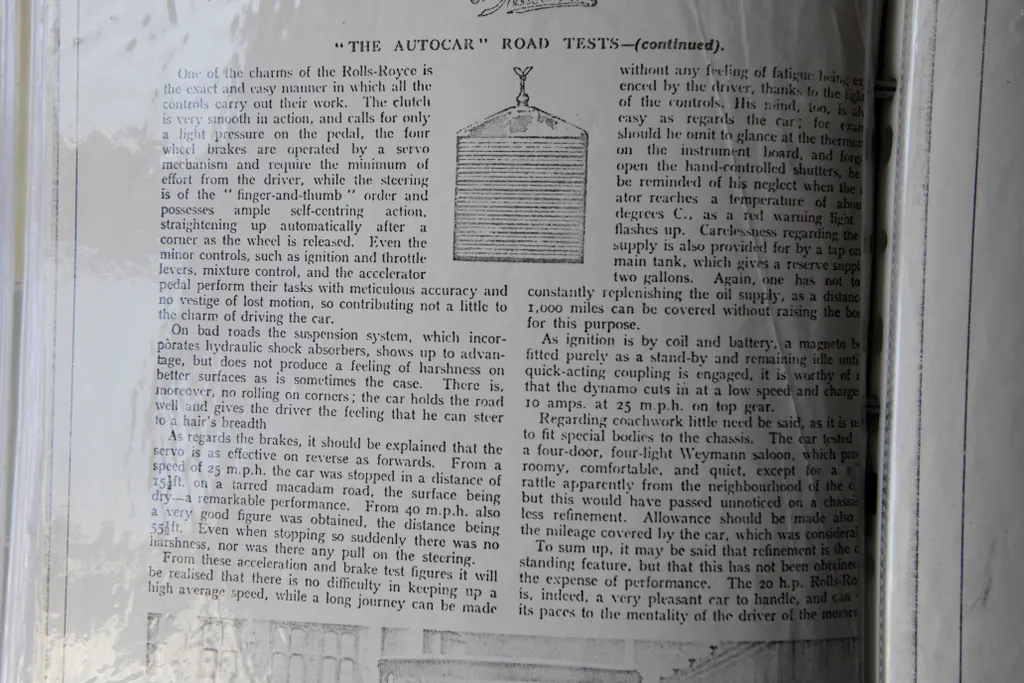 "THE AUTOCAR" ROAD TESTS—(continued).
One of the charms of the Rolls-Royce is
the exact and easy manner in which all the
controls carry out their work. The clutch
is very smooth in action, and calls for only
a light pressure on the pedal, the four
wheel brakes are operated by a servo
mechanism and require the minimum of
effort from the driver, while the steering
is of the "finger-and-thumb" order and
possesses ample self-centring action,
straightening up automatically after a
corner as the wheel is released. Even the
minor controls, such as ignition and throttle
levers, mixture control, and the accelerator
pedal perform their tasks with meticulous accuracy and
no vestige of lost motion, so contributing not a little to
the charm of driving the car.
On bad roads the suspension system, which incor-
porates hydraulic shock absorbers, shows up to advan-
tage, but does not produce a feeling of harshness on
better surfaces as is sometimes the case. There is,
moreover, no rolling on corners; the car holds the road
well and gives the driver the feeling that he can steer
to a hair's breadth
As regards the brakes, it should be explained that the
servo is as effective on reverse as forwards. From a
speed of 25 m.p.h. the car was stopped in a distance of
15½ft. on a tarred macadam road, the surface being
dry—a remarkable performance. From 40 m.p.h. also
a very good figure was obtained, the distance being
55½ft. Even when stopping so suddenly there was no
harshness, nor was there any pull on the steering.
From these acceleration and brake test figures it will
be realised that there is no difficulty in keeping up a
high average speed, while a long journey can be made
without any feeling of fatigue being
enced by the driver, thanks to the
of the controls. His mind, too, is
easy as regards the car; for
should he omit to glance at the
on the instrument board, and
open the hand-controlled shutters, he
be reminded of his neglect when the
ator reaches a temperature of
degrees C., as a red warning light
flashes up. Carelessness regarding the
supply is also provided for by a tap on
main tank, which gives a reserve
two gallons. Again, one has not to
constantly replenishing the oil supply, as a
1,000 miles can be covered without raising the
for this purpose.
As ignition is by coil and battery, a magneto
fitted purely as a stand-by and remaining idle
quick-acting coupling is engaged, it is worthy of
that the dynamo cuts in at a low speed and
10 amps. at 25 m.p.h. on top gear.
Regarding coachwork little need be said, as it is
to fit special bodies to the chassis. The car tested
a four-door, four-light Weymann saloon, which
roomy, comfortable, and quiet, except for a
rattle apparently from the neighbourhood of the
but this would have passed unnoticed on a
less refinement. Allowance should be made also
the mileage covered by the car, which was
To sum up, it may be said that refinement is the
standing feature, but that this has not been
the expense of performance. The 20 h.p.
is, indeed, a very pleasant car to handle, and can
its paces to the mentality of the driver of the